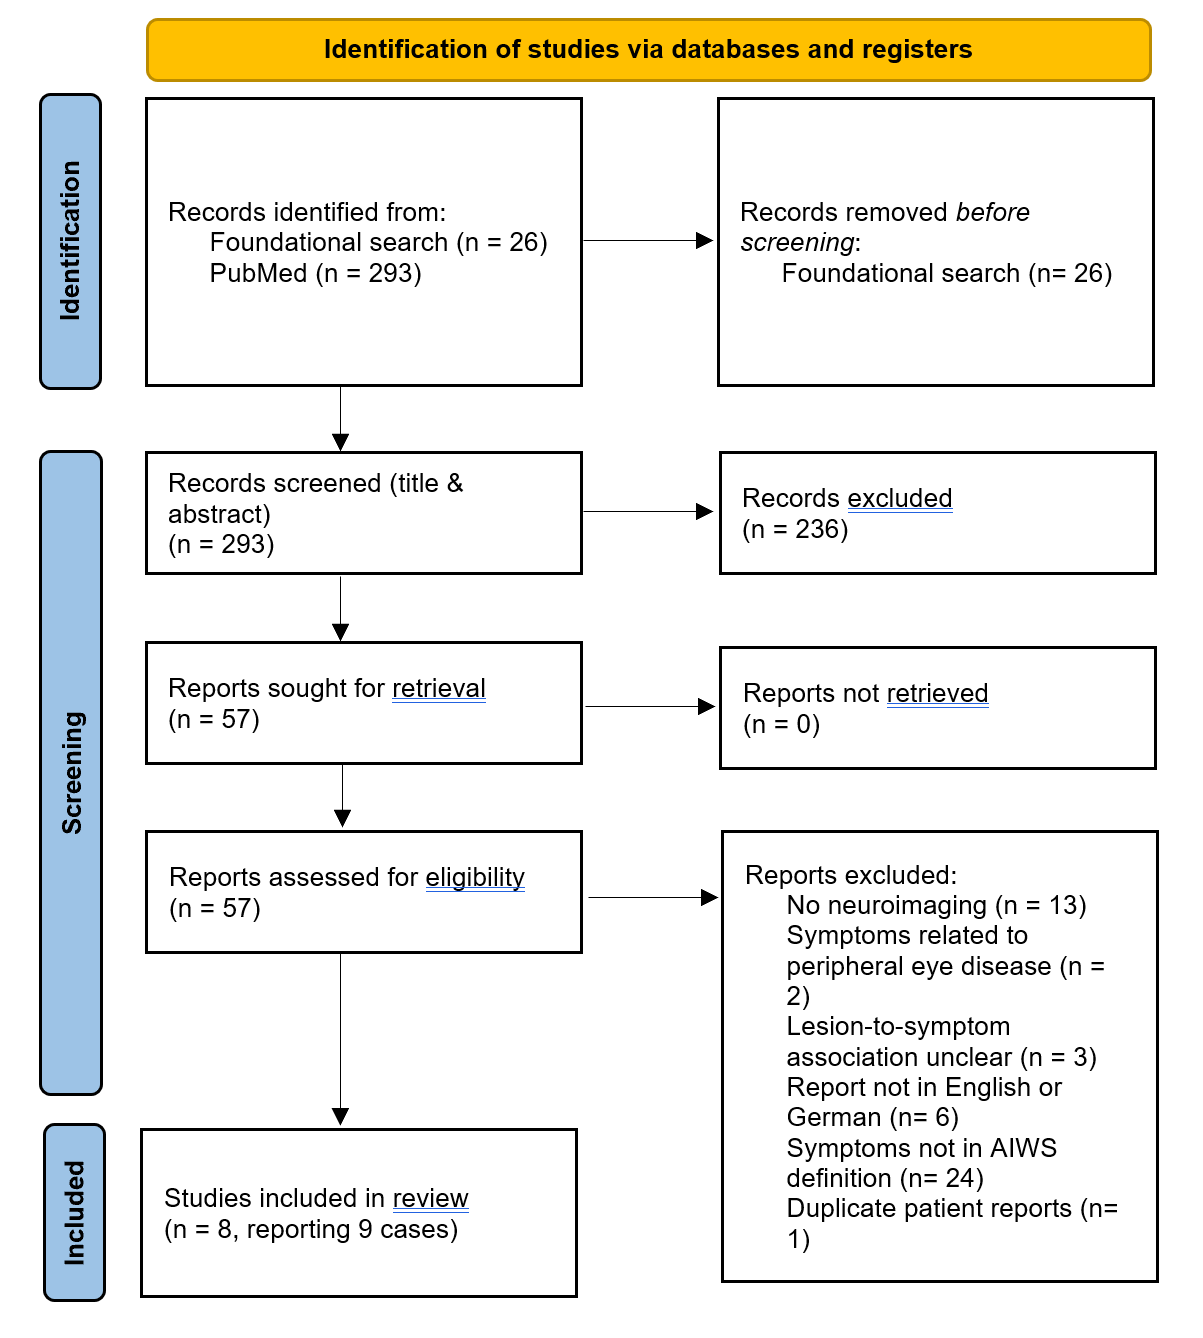 Identification of studies via databases and registers
Identification
Records identified from:
Foundational search (n = 26)
PubMed (n = 293)
Records removed before
screening:
Foundational search (n= 26)
Screening
Records screened (title &
abstract)
(n = 293)
Records excluded
(n = 236)
Reports sought for retrieval
(n = 57)
Reports not retrieved
(n = 0)
Reports assessed for eligibility
(n = 57)
Reports excluded:
No neuroimaging (n = 13)
Symptoms related to
peripheral eye disease (n =
2)
Lesion-to-symptom
association unclear (n = 3)
Report not in English or
German (n= 6)
Symptoms not in AIWS
definition (n= 24)
Duplicate patient reports (n=
1)
Included
Studies included in review
(n = 8, reporting 9 cases)